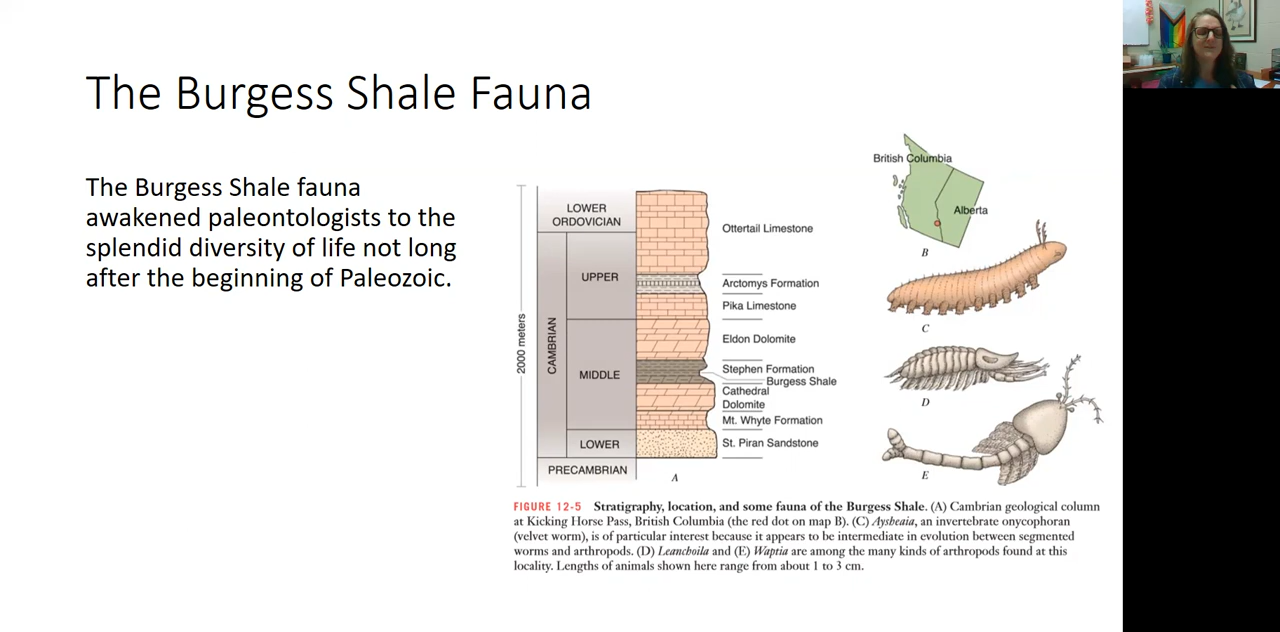 The Burgess Shale Fauna
The Burgess Shale fauna
awakened paleontologists to the
splendid diversity of life not long
after the beginning of Paleozoic.
2000 meters
CAMBRIAN
LOWER
ORDOVICIAN
UPPER
MIDDLE
LOWER
PRECAMBRIAN
Ottertail Limestone
Arctomys Formation
Pika Limestone
Eldon Dolomite
Stephen Formation
Burgess Shale
Cathedral
Dolomite
Mt. Whyte Formation
St. Piran Sandstone
A
British Columbia
Alberta
B
C
D
E
FIGURE 12-5 Stratigraphy, location, and some fauna of the Burgess Shale. (A) Cambrian geological column
at Kicking Horse Pass, British Columbia (the red dot on map B). (C) Aysheaia, an invertebrate onycophoran
(velvet worm), is of particular interest because it appears to be intermediate in evolution between segmented
worms and arthropods. (D) Leanchoila and (E) Waptia are among the many kinds of arthropods found at this
locality. Lengths of animals shown here range from about 1 to 3 cm.